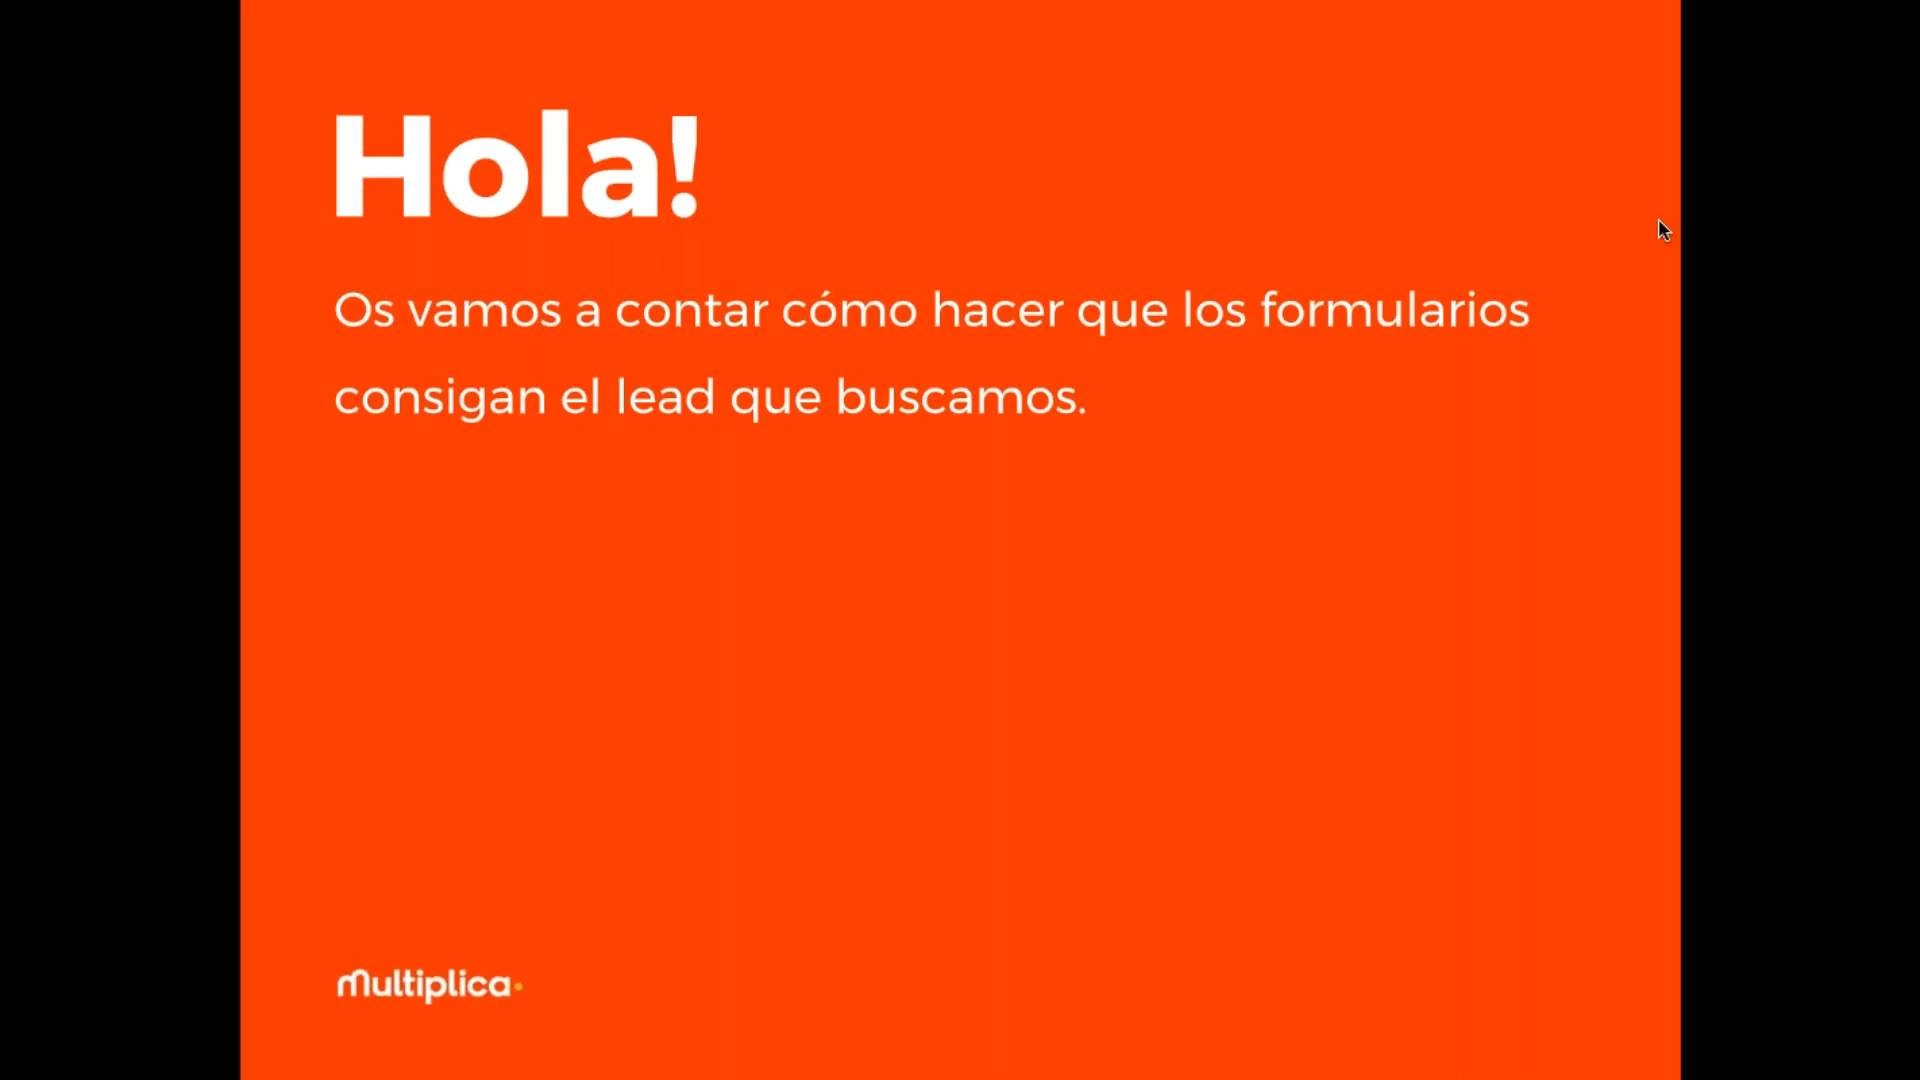 Hola!
Os vamos a contar cómo hacer que los formularios
consigan el lead que buscamos.
Multiplica